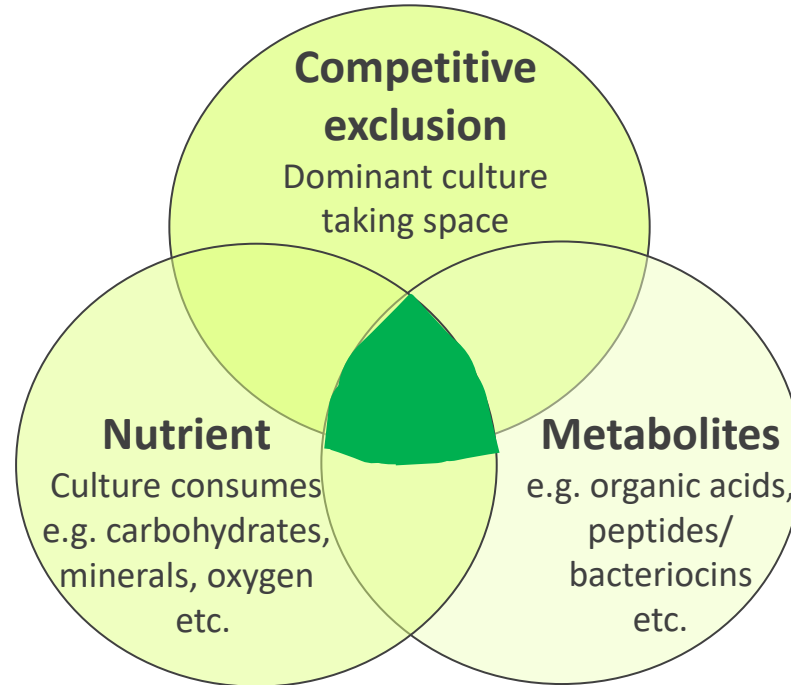 Competitive
exclusion
Dominant culture
taking space
Nutrient
Culture consumes
e.g. carbohydrates,
minerals, oxygen
etc.
Metabolites
e.g. organic acids,
peptides/
bacteriocins
etc.